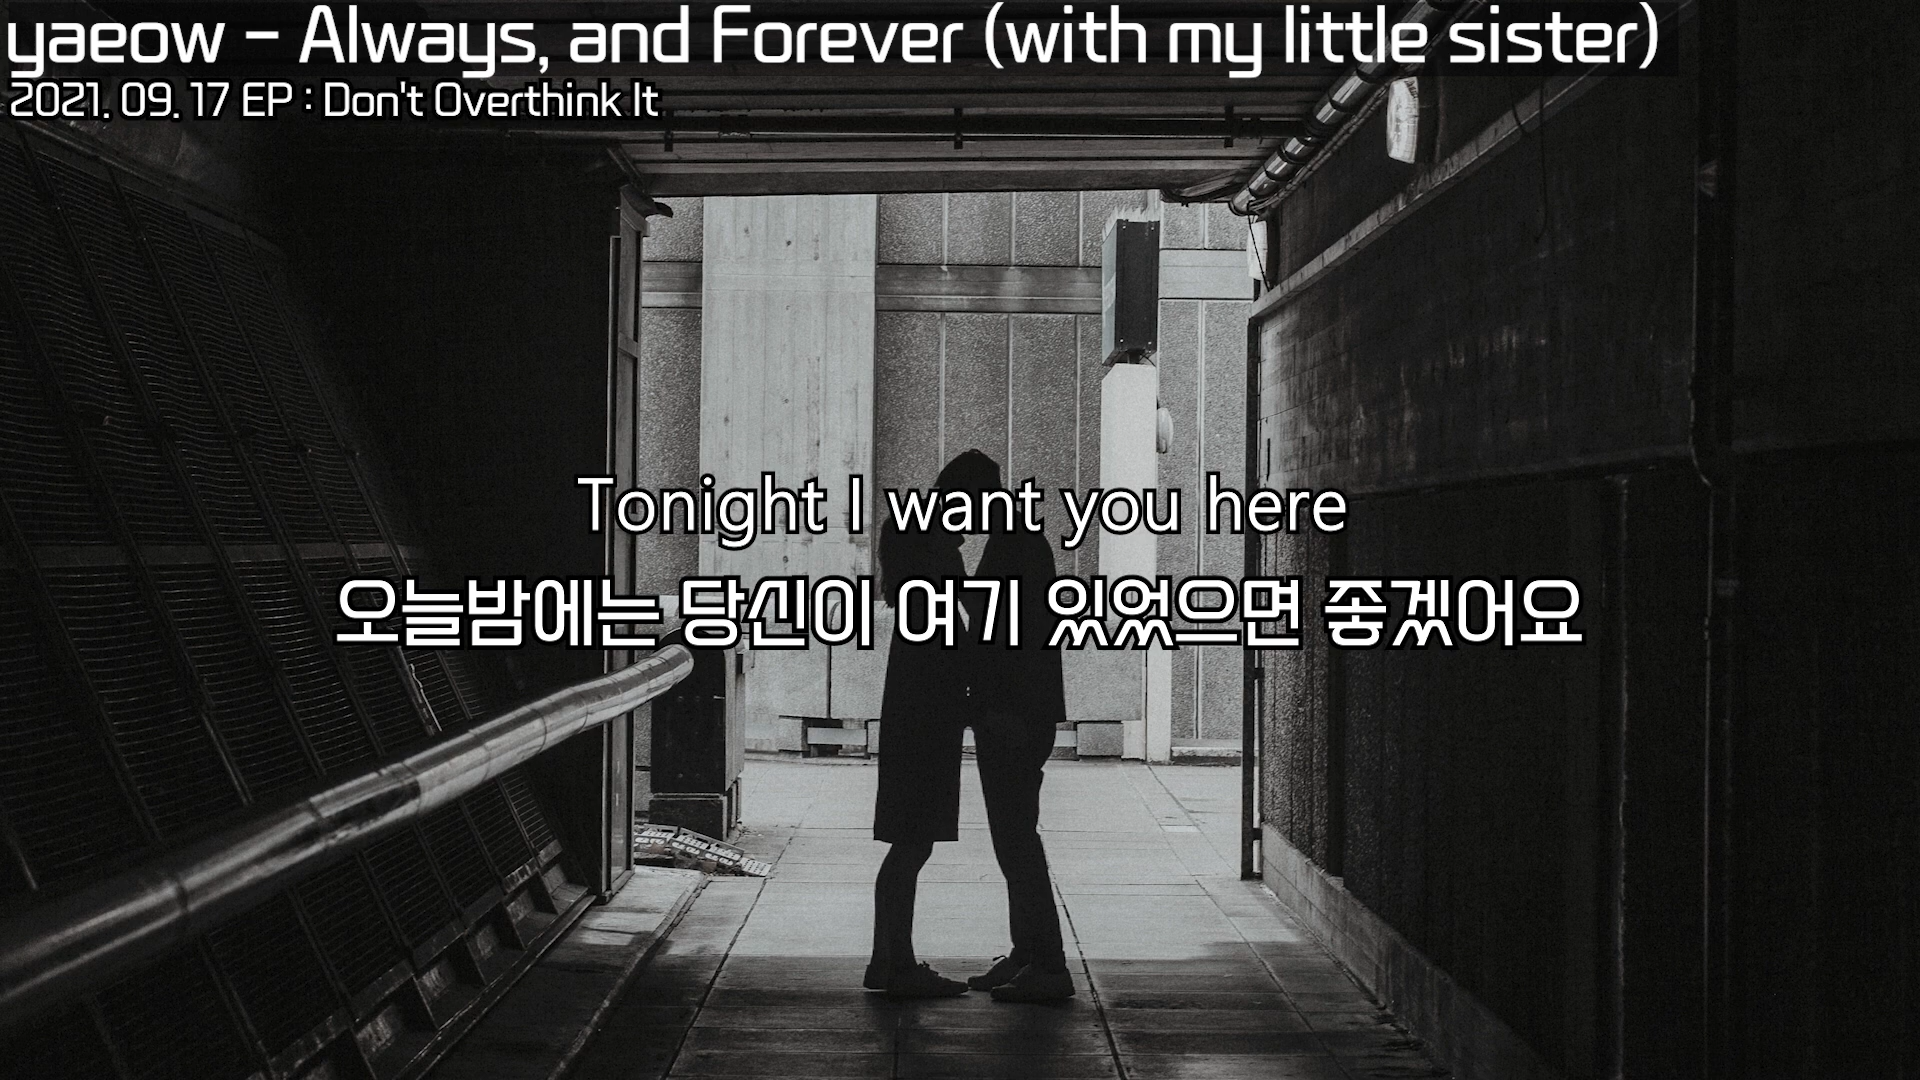 yaeow - Always, and Forever (with my little sister)
2021. 09. 17 EP : Don't Overthink It
Tonight I want you here
오늘밤에는 당신이 여기 있었으면 좋겠어요